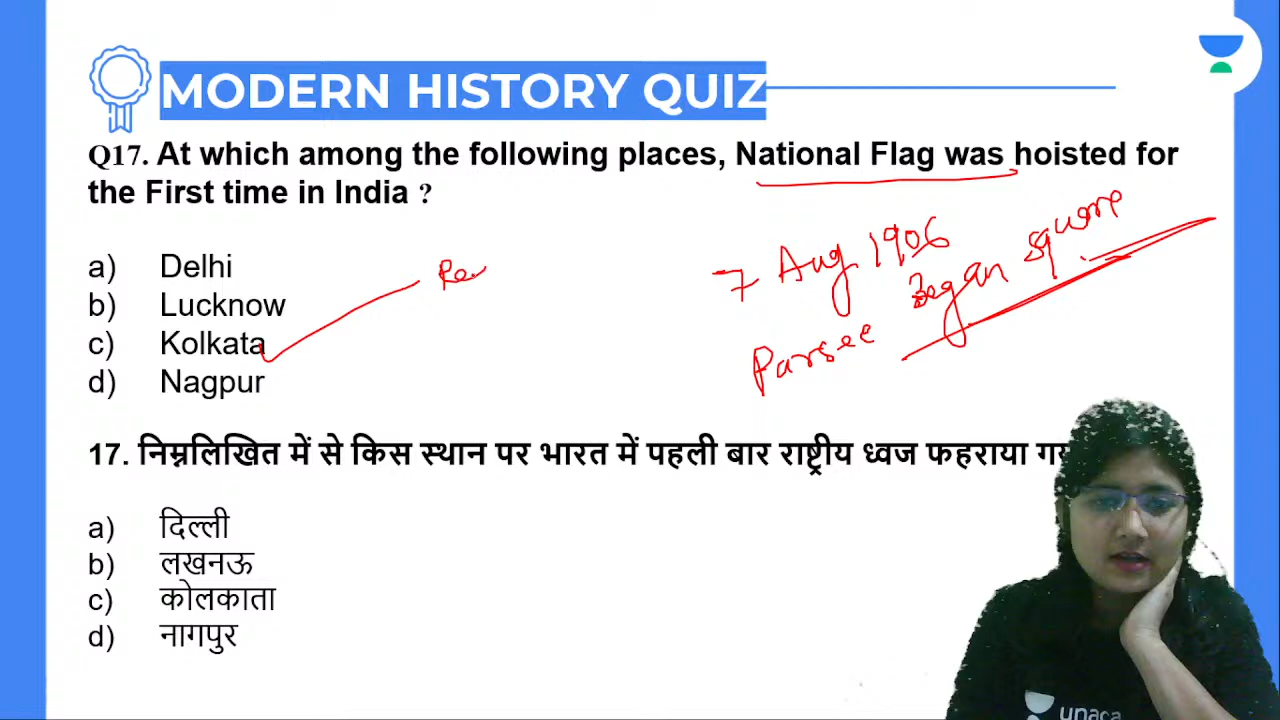 MODERN HISTORY QUIZ
Q17. At which among the following places, National Flag was hoisted for
the First time in India ?
a) Delhi
b) Lucknow
c) Kolkata
d) Nagpur
Re
7 Aug 1906
Parsee Began square
17. निम्नलिखित में से किस स्थान पर भारत में पहली बार राष्ट्रीय ध्वज फहराया
a) दिल्ली
b) लखनऊ
c) कोलकाता
d) नागपुर